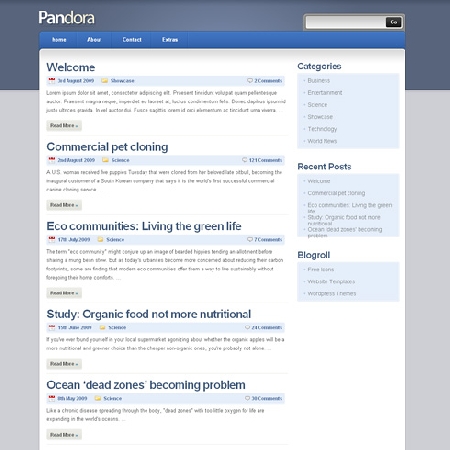 Pandora
Go
Home About Contact Extras
Welcome
3rd August 2009 Showcase 2 Comments
Lorem ipsum dolor sit amet, consectetur adipiscing elit. Praesent tincidunt volutpat quam pellentesque
auctor. Praesent magna neque, imperdiet ac laoreet at, luctus condimentum felis. Donec dapibus ipsum id
justo ultrices gravida. In vel auctor dui. Fusce sagittis eros id sem elementum at tincidunt urna viverra.
Read More »
Commercial pet cloning
2nd August 2009 Science 121 Comments
A U.S. woman received five puppies Tuesday that were cloned from her beloved late pitbull, becoming the
inaugural customer of a South Korean company that says it is the world's first successful commercial
canine cloning service.
Read More »
Eco communities: Living the green life
17th July 2009 Science 7 Comments
The term "eco community" might conjure up an image of bearded hippies tending an allotment before
sharing a mung bean stew. But as today's urbanites become more concerned about reducing their carbon
footprints, some are finding that modern eco communities offer them a way to live sustainably without
foregoing their home comforts. ...
Read More »
Study: Organic food not more nutritional
15th June 2009 Science Comments
If you've ever found yourself in your local supermarket agonising about whether the organic apples will be a
more nutritional and greener choice than the cheaper non-organic ones, you're probably not alone. ...
Read More »
Ocean 'dead zones' becoming problem
8th May 2009 Science 30 Comments
Like a chronic disease spreading through the body, "dead zones" with too little oxygen for life are
expanding in the world's oceans. ...
Read More »
Categories
Business
Entertainment
Science
Showcase
Technology
World News
Recent Posts
Welcome
Commercial pet cloning
Eco communities: Living the green
life
Study: Organic food not more
nutritional
Ocean 'dead zones' becoming
problem
Blogroll
Free Icons
Website Templates
Wordpress Themes